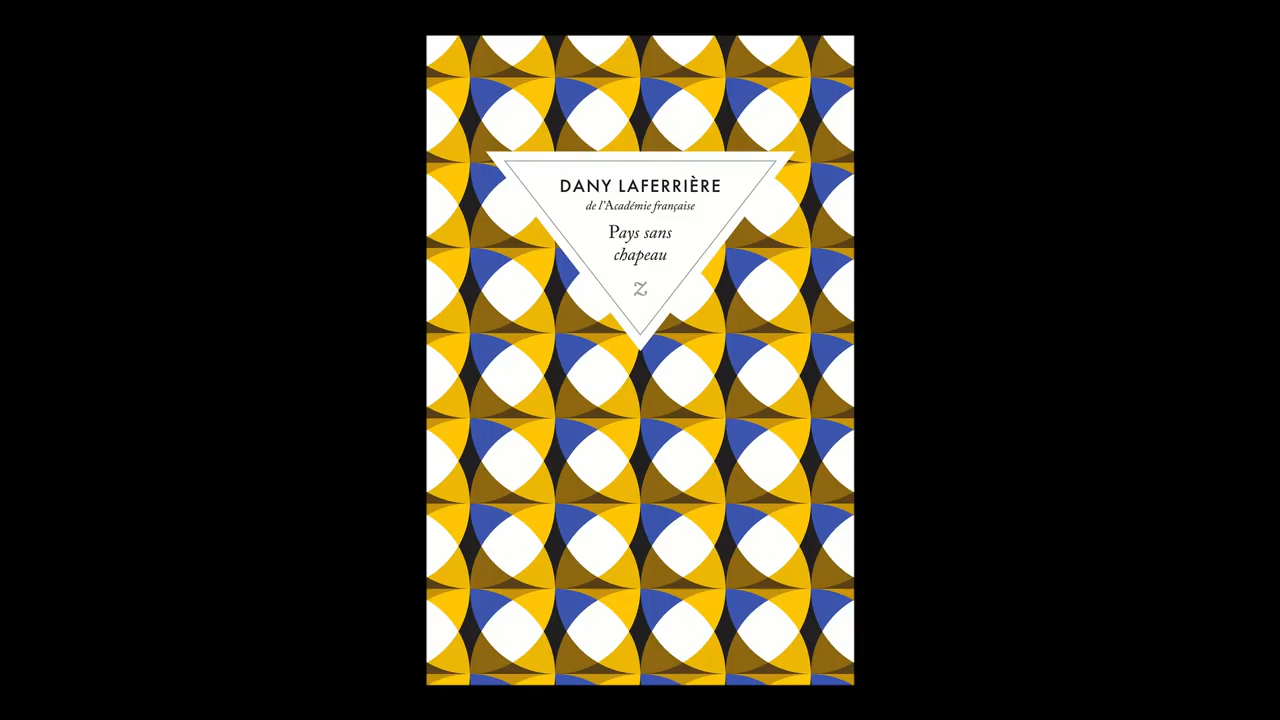 DANY LAFERRIÈRE
de l'Académie française
Pays sans
chapeau
Z